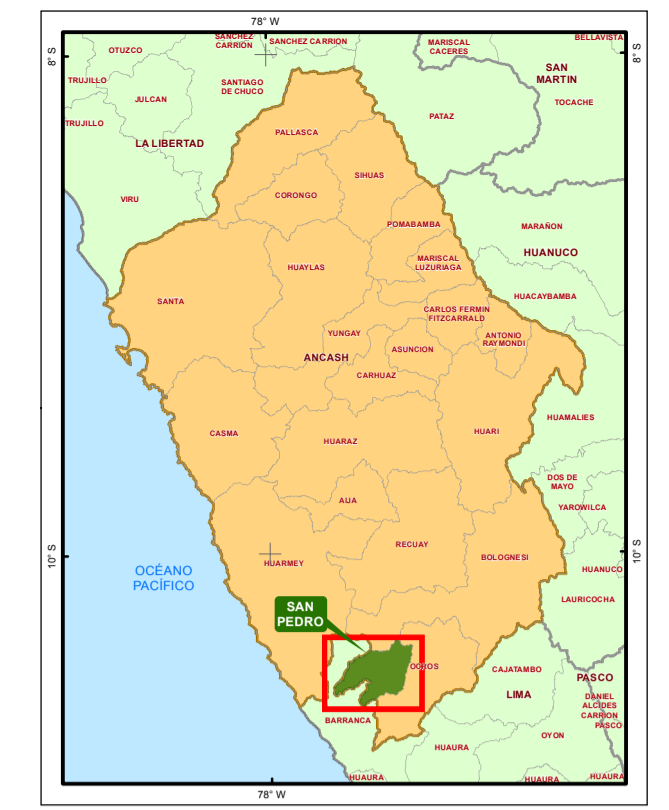 78° W
SANCHEZ
CARRIÓN
SANCHEZ CARRION
OTUZCO
MARISCAL
CACERES
BELLAVISTA
8° S
8° S
TRUJILLO
JULCAN
SANTIAGO
DE CHUCO
SAN
MARTIN
TOCACHE
TRUJILLO
PATAZ
LA LIBERTAD
PALLASCA
SIHUAS
VIRU
CORONGO
POMABAMBA
MARAÑON
HUANUCO
MARISCAL
LUZURIAGA
HUAYLAS
HUACAYBAMBA
SANTA
CARLOS FERMIN
FITZCARRALD
YUNGAY
ANTONIO
RAYMONDI
ASUNCION
ANCASH
CARHUAZ
HUAMALIES
CASMA
HUARAZ
HUARI
DOS DE
MAYO
AIJA
YAROWILCA
RECUAY
BOLOGNESI
10° S
10° S
HUARMEY
OCÉANO
PACÍFICO
HUANUCO
LAURICOCHA
SAN
PEDRO
OCROS
CAJATAMBO
PASCO
LIMA
DANIEL
ALCIDES
CARRION
PASCO
BARRANCA
OYON
HUAURA
HUAURA
HUAURA
HUAURA
78° W